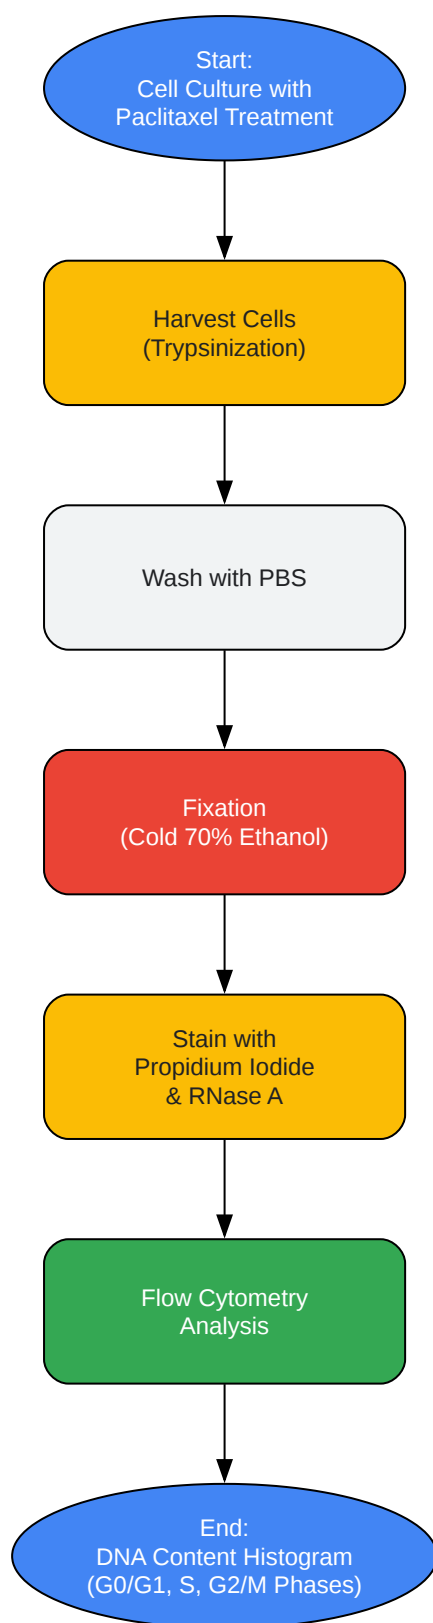 Start:
Cell Culture with
Paclitaxel Treatment
Harvest Cells
(Trypsinization)
Wash with PBS
Fixation
(Cold 70% Ethanol)
Stain with
Propidium Iodide
& RNase A
Flow Cytometry
Analysis
End:
DNA Content Histogram
(G0/G1, S, G2/M Phases)